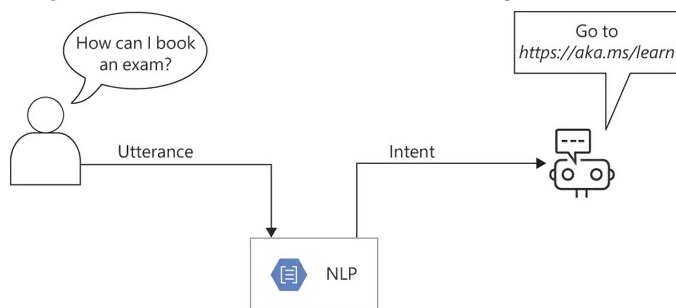 How can I book
an exam?
Go to
https://aka.ms/learn
Utterance
Intent
NLP